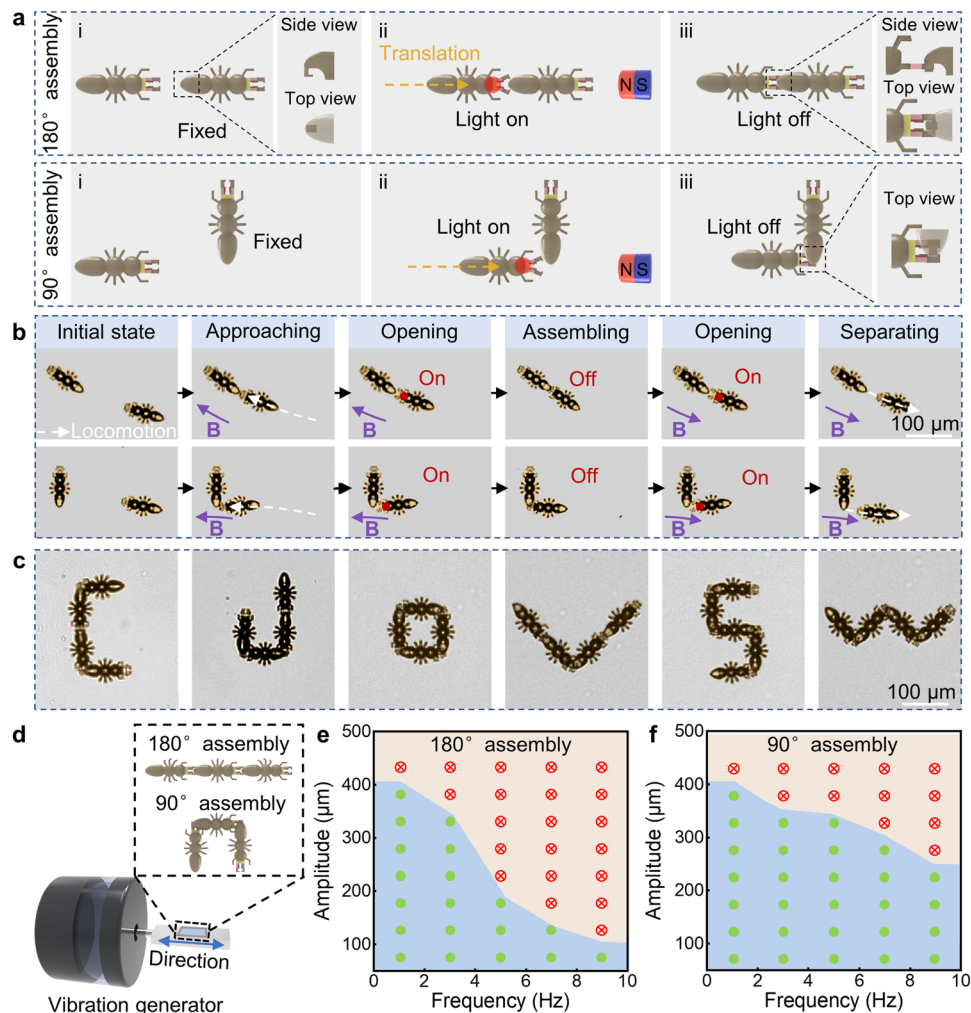 a
180° assembly
i
Side view
Top view
Fixed
ii
Translation
Light on
N S
iii
Light off
Side view
Top view
90° assembly
i
Fixed
ii
Light on
N S
iii
Light off
Top view
b
Initial state
Approaching
Opening
Assembling
Opening
Separating
Locomotion
B
On
B
Off
On
B
B
100 µm
B
On
B
Off
On
B
B
c
100 µm
d
180° assembly
90° assembly
Direction
Vibration generator
e
180° assembly
Amplitude (µm)
500
400
300
200
100
0 2 4 6 8 10
Frequency (Hz)
f
90° assembly
Amplitude (µm)
500
400
300
200
100
0 2 4 6 8 10
Frequency (Hz)